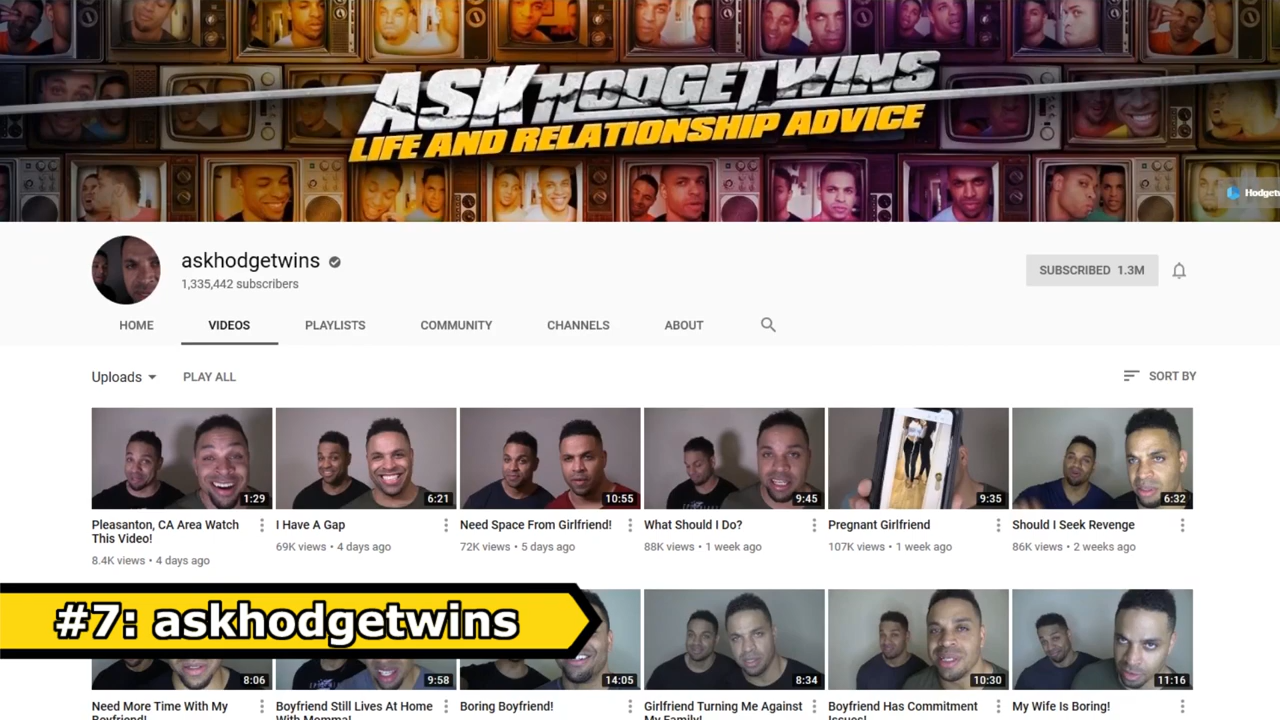 ASK HODGETWINS
LIFE AND RELATIONSHIP ADVICE
askhodgetwins
1,335,442 subscribers
SUBSCRIBED 1.3M
HOME VIDEOS PLAYLISTS COMMUNITY CHANNELS ABOUT
Uploads PLAY ALL SORT BY
1:29 6:21 10:55 9:45 9:35 6:32
Pleasanton, CA Area Watch This Video!
8.4K views • 4 days ago
I Have A Gap
69K views • 4 days ago
Need Space From Girlfriend!
72K views • 5 days ago
What Should I Do?
88K views • 1 week ago
Pregnant Girlfriend
107K views • 1 week ago
Should I Seek Revenge
86K views • 2 weeks ago
#7: askhodgetwins
8:06 9:58 14:05 8:34 10:30 11:16
Need More Time With My
Boyfriend Still Lives At Home
Boring Boyfriend!
Girlfriend Turning Me Against My Family!
Boyfriend Has Commitment Issues!
My Wife Is Boring!